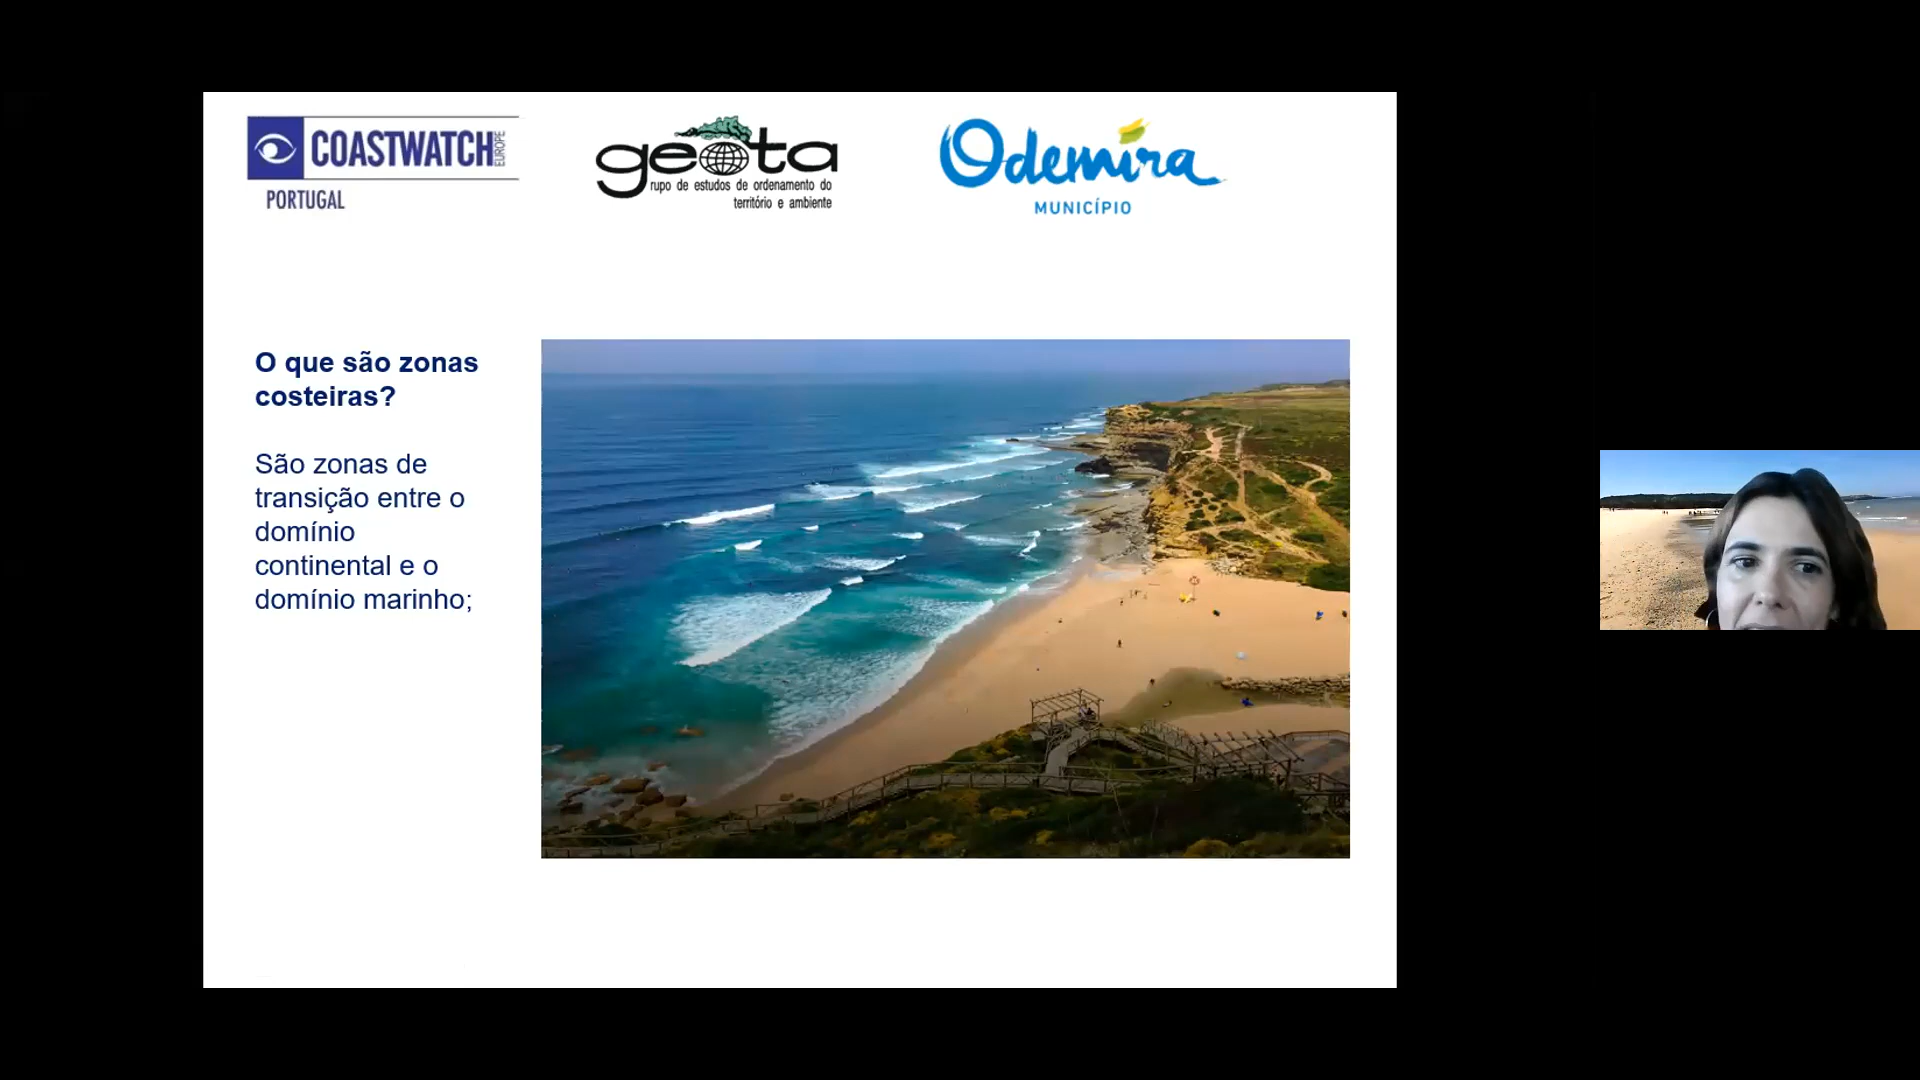 COASTWATCH EUROPE
PORTUGAL
geota
rupo de estudos de ordenamento do
território e ambiente
Odemira
MUNICÍPIO
O que são zonas
costeiras?
São zonas de
transição entre o
domínio
continental e o
domínio marinho;